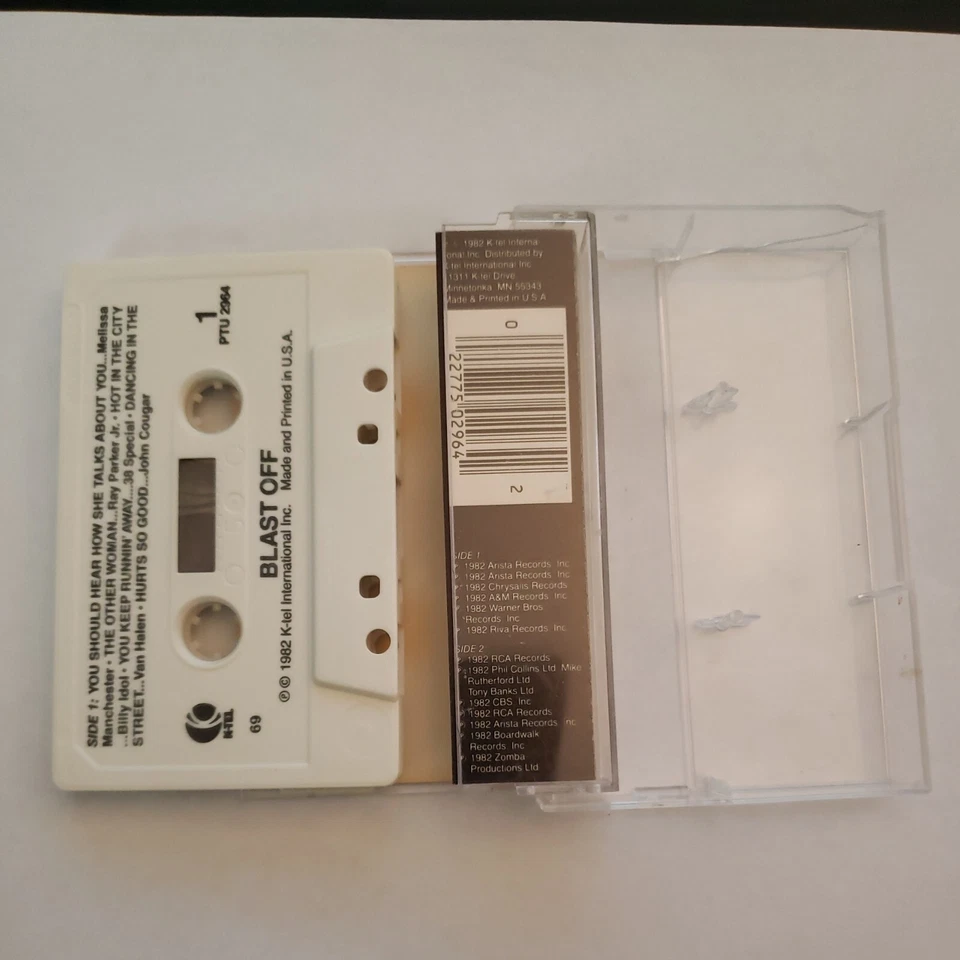 SIDE 1: YOU SHOULD HEAR HOW SHE TALKS ABOUT YOU...Melissa
Manchester • THE OTHER WOMAN...Ray Parker Jr. • HOT IN THE CITY
...Billy Idol • YOU KEEP RUNNIN' AWAY...38 Special • DANCING IN THE
STREET...Van Halen • HURTS SO GOOD...John Cougar
1
PTU 2964
K-TEL
69
BLAST OFF
℗ © 1982 K-tel International Inc. Made and Printed in U.S.A.
1982 K-tel Interna
onal Inc. Distributed by
K-tel International Inc
11311 K-tel Drive
Minnetonka, MN 55343
Made & Printed in U S A
0 22775 02964 2
SIDE 1
1982 Arista Records, Inc
1982 Arista Records, Inc
1982 Chrysalis Records
1982 A&M Records, Inc
1982 Warner Bros.
Records, Inc
1982 Riva Records, Inc
SIDE 2
1982 RCA Records
1982 Phil Collins Ltd. Mike
Rutherford Ltd
Tony Banks Ltd
1982 CBS, Inc
1982 RCA Records
1982 Arista Records, Inc
1982 Boardwalk
Records, Inc
1982 Zomba
Productions Ltd